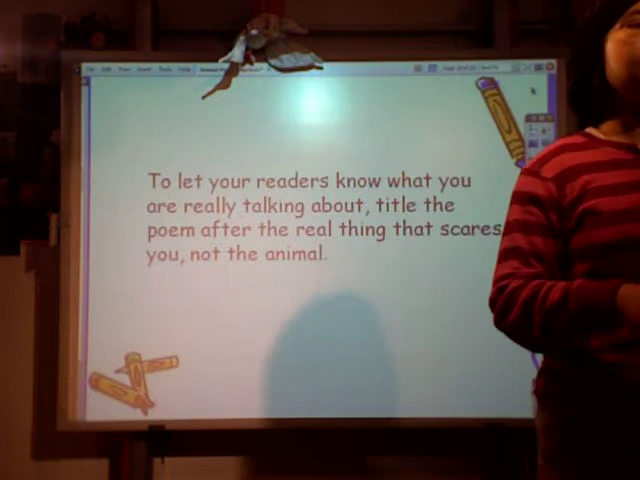 To let your readers know what you
are really talking about, title the
poem after the real thing that scares
you, not the animal.